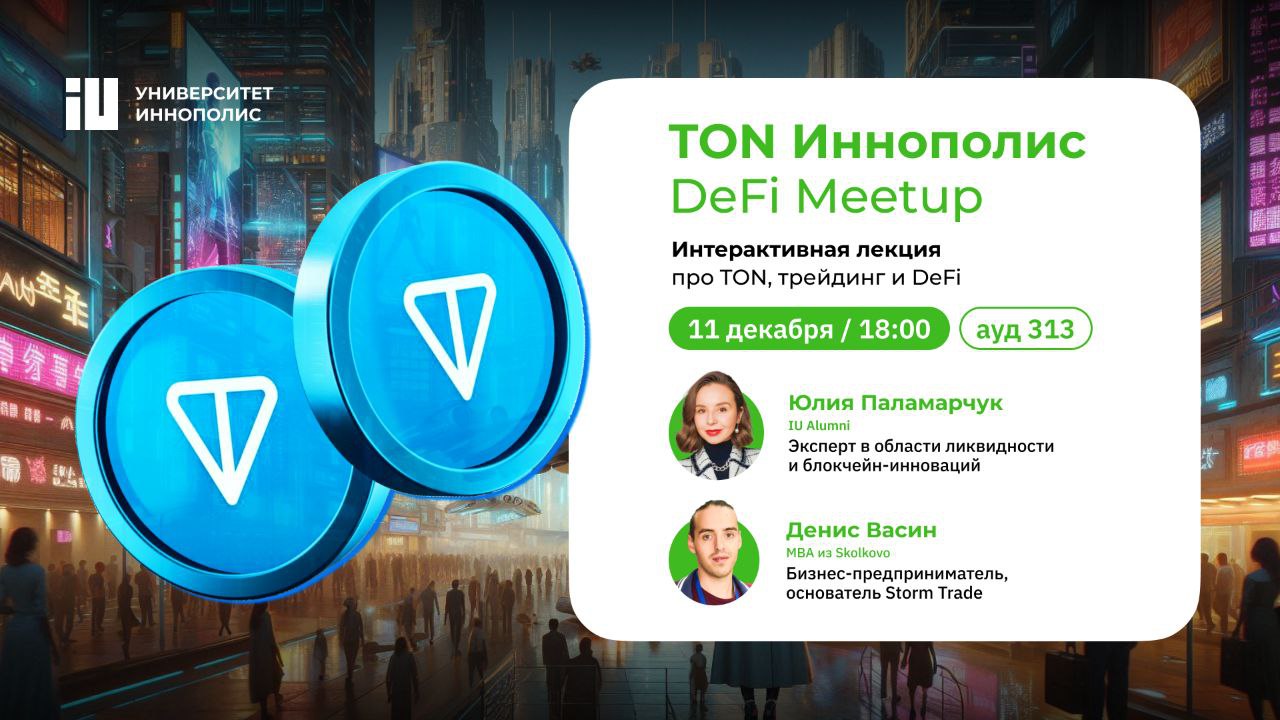 УНИВЕРСИТЕТ
ИННОПОЛИС
TON Иннополис
DeFi Meetup
Интерактивная лекция
про TON, трейдинг и DeFi
11 декабря / 18:00
ауд 313
Юлия Паламарчук
IU Alumni
Эксперт в области ликвидности
и блокчейн-инноваций
Денис Васин
MBA из Skolkovo
Бизнес-предприниматель,
основатель Storm Trade